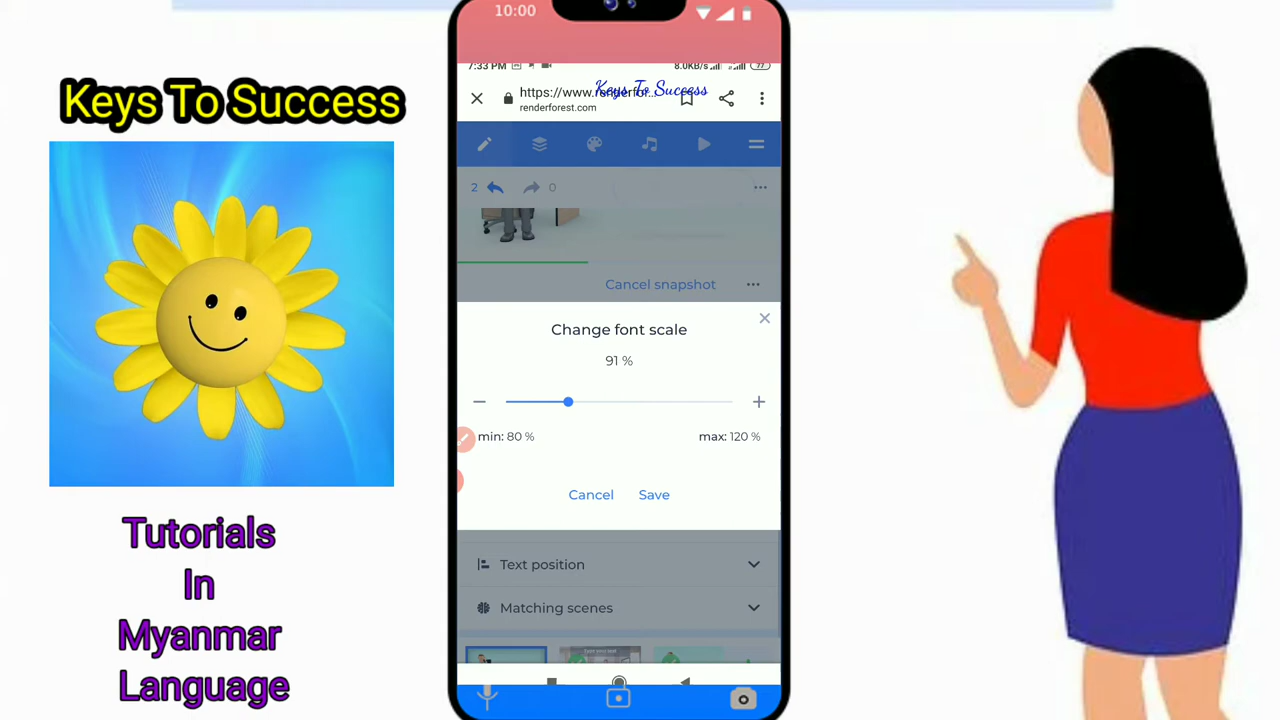 Keys To Success
Tutorials
In
Myanmar
Language
10:00
7:33 PM
8.0KB/s
77
https://www.renderfor...
Keys To Success
renderforest.com
2
0
Cancel snapshot
Change font scale
91 %
min: 80 %
max: 120 %
Cancel
Save
Text position
Matching scenes